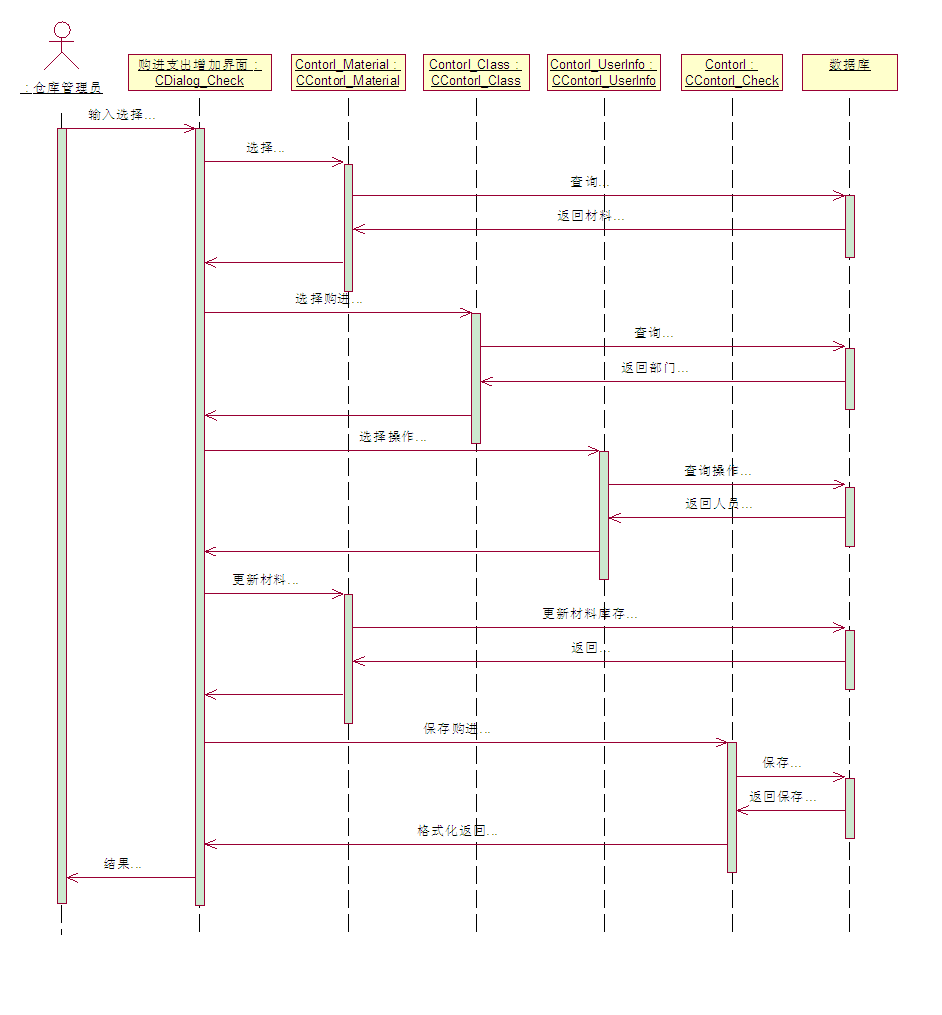 ：仓库管理员
购进支出增加界面：
CDialog_Check
Contorl_Material：
CContorl_Material
Contorl_Class：
CContorl_Class
Contorl_UserInfo：
CContorl_UserInfo
Contorl：
CContorl_Check
数据库
输入选择...
选择...
查询...
返回材料...
选择购进...
查询...
返回部门...
选择操作...
查询操作...
返回人员...
更新材料...
更新材料库存...
返回...
保存购进...
保存...
返回保存...
格式化返回...
结果...